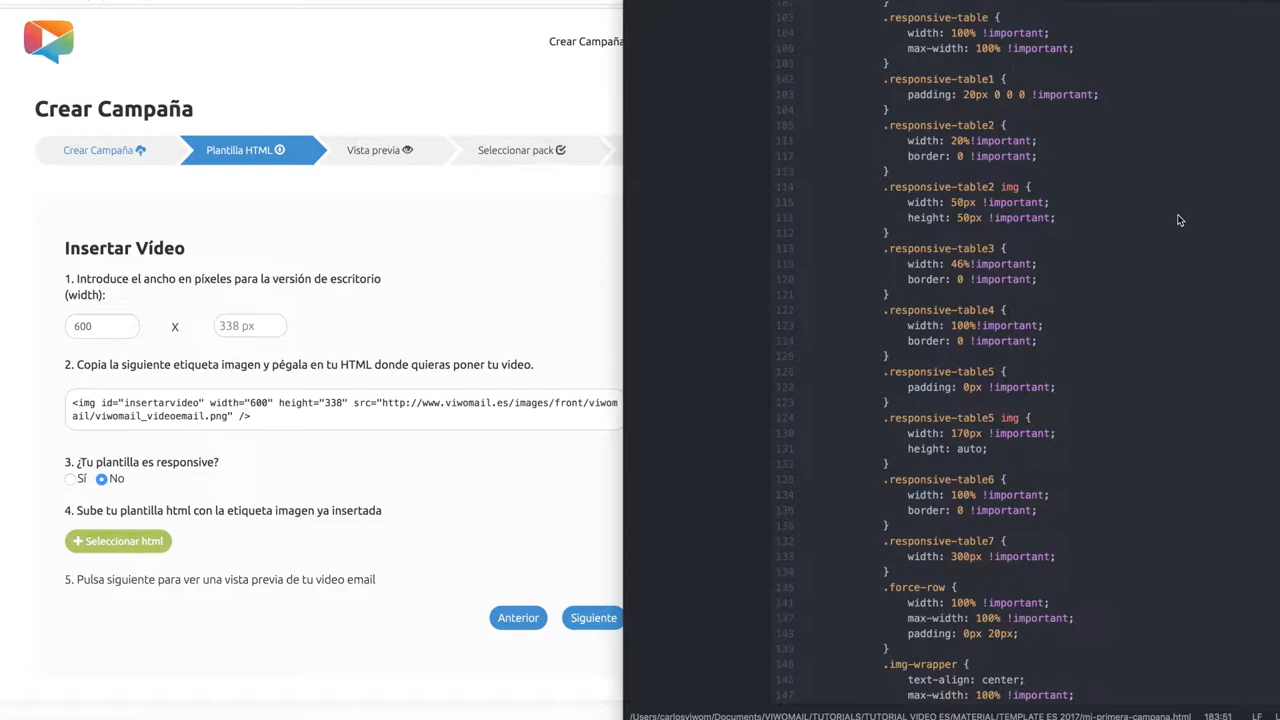 Crear Campaña
Crear Campaña
Crear Campaña
Plantilla HTML
Vista previa
Seleccionar pack
Insertar Vídeo
1. Introduce el ancho en píxeles para la versión de escritorio
(width):
600
X
338 px
2. Copia la siguiente etiqueta imagen y pégala en tu HTML donde quieras poner tu video.
<img id="insertarvideo" width="600" height="338" src="http://www.viwomail.es/images/front/viwom
ail/viwomail_videoemail.png" />
3. ¿Tu plantilla es responsive?
Sí No
4. Sube tu plantilla html con la etiqueta imagen ya insertada
+ Seleccionar html
5. Pulsa siguiente para ver una vista previa de tu video email
Anterior
Siguiente
}
.responsive-table {
width: 100% !important;
max-width: 100% !important;
}
.responsive-table1 {
padding: 20px 0 0 0 !important;
}
.responsive-table2 {
width: 20%!important;
border: 0 !important;
}
.responsive-table2 img {
width: 50px !important;
height: 50px !important;
}
.responsive-table3 {
width: 46%!important;
border: 0 !important;
}
.responsive-table4 {
width: 100%!important;
border: 0 !important;
}
.responsive-table5 {
padding: 0px !important;
}
.responsive-table5 img {
width: 170px !important;
height: auto;
}
.responsive-table6 {
width: 100% !important;
border: 0 !important;
}
.responsive-table7 {
width: 300px !important;
}
.force-row {
width: 100% !important;
max-width: 100% !important;
padding: 0px 20px;
}
.img-wrapper {
text-align: center;
max-width: 100% !important;
/Users/carlosviwom/Documents/VIWOMAIL/TUTORIALS/TUTORIAL VIDEO ES/MATERIAL/TEMPLATE ES 2017/mi-primera-campana.html
183:51
LF